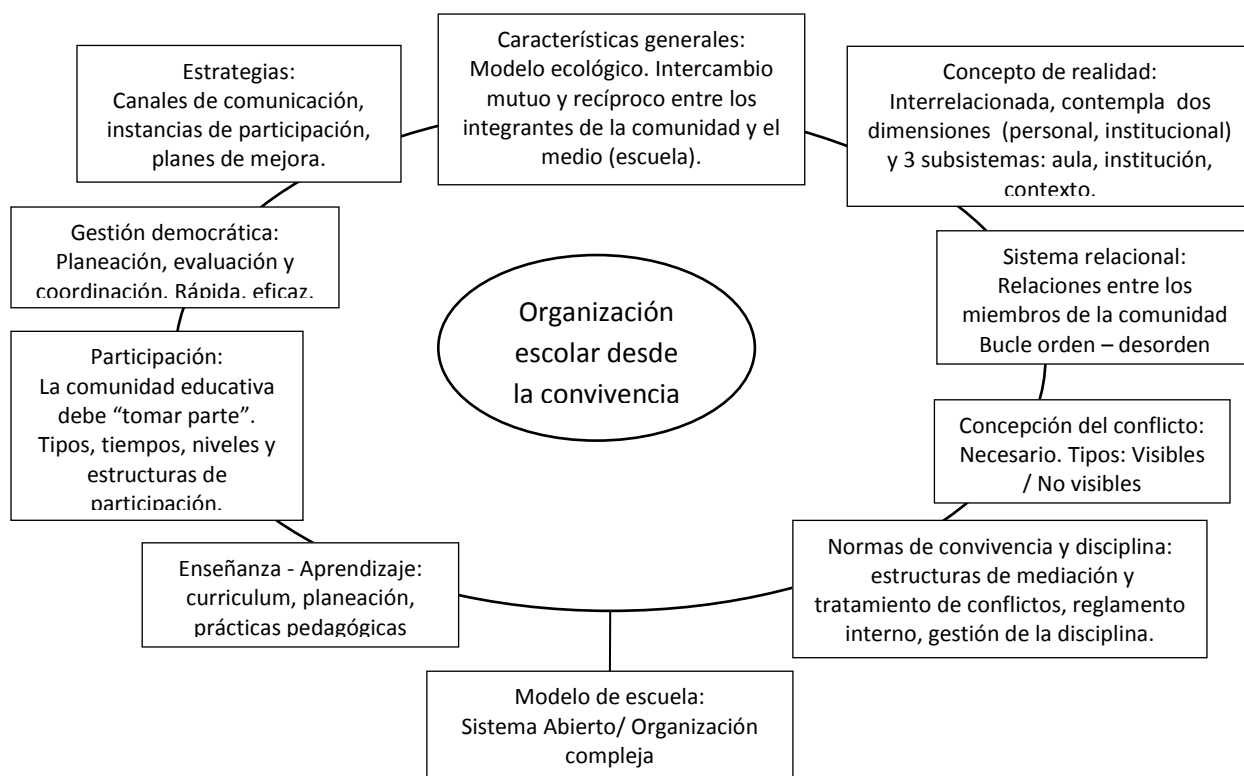 Características generales:
Modelo ecológico. Intercambio
mutuo y recíproco entre los
integrantes de la comunidad y el
medio (escuela).
Concepto de realidad:
Interrelacionada, contempla dos
dimensiones (personal, institucional)
y 3 subsistemas: aula, institución,
contexto.
Sistema relacional:
Relaciones entre los
miembros de la comunidad
Bucle orden – desorden
Concepción del conflicto:
Necesario. Tipos: Visibles
/ No visibles
Normas de convivencia y disciplina:
estructuras de mediación y
tratamiento de conflictos, reglamento
interno, gestión de la disciplina.
Modelo de escuela:
Sistema Abierto/ Organización
compleja
Enseñanza - Aprendizaje:
curriculum, planeación,
prácticas pedagógicas
Participación:
La comunidad educativa
debe “tomar parte”.
Tipos, tiempos, niveles y
estructuras de
participación.
Gestión democrática:
Planeación, evaluación y
coordinación. Rápida, eficaz.
Estrategias:
Canales de comunicación,
instancias de participación,
planes de mejora.
Organización
escolar desde
la convivencia